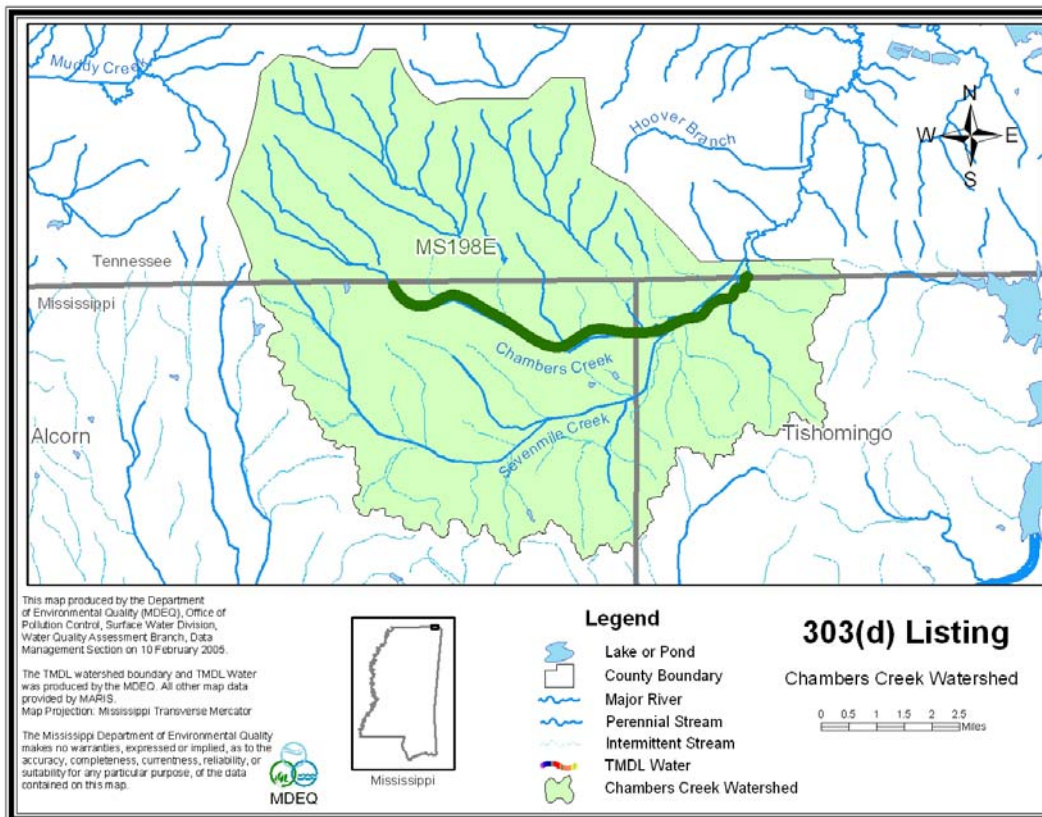 Muddy Creek
Hoover Branch
N
W E
S
MS198E
Tennessee
Mississippi
Chambers Creek
Sevenmile Creek
Alcorn
Tishomingo
This map produced by the Department
of Environmental Quality (MDEQ), Office of
Pollution Control, Surface Water Division,
Water Quality Assessment Branch, Data
Management Section on 10 February 2005.
The TMDL watershed boundary and TMDL Water
was produced by the MDEQ. All other map data
provided by MARIS.
Map Projection: Mississippi Transverse Mercator
The Mississippi Department of Environmental Quality
makes no warranties, expressed or implied, as to the
accuracy, completeness, currentness, reliability, or
suitability for any particular purpose, of the data
contained on this map.
MDEQ
Mississippi
Legend
Lake or Pond
County Boundary
Major River
Perennial Stream
Intermittent Stream
TMDL Water
Chambers Creek Watershed
303(d) Listing
Chambers Creek Watershed
0 0.5 1 1.5 2 2.5
Miles